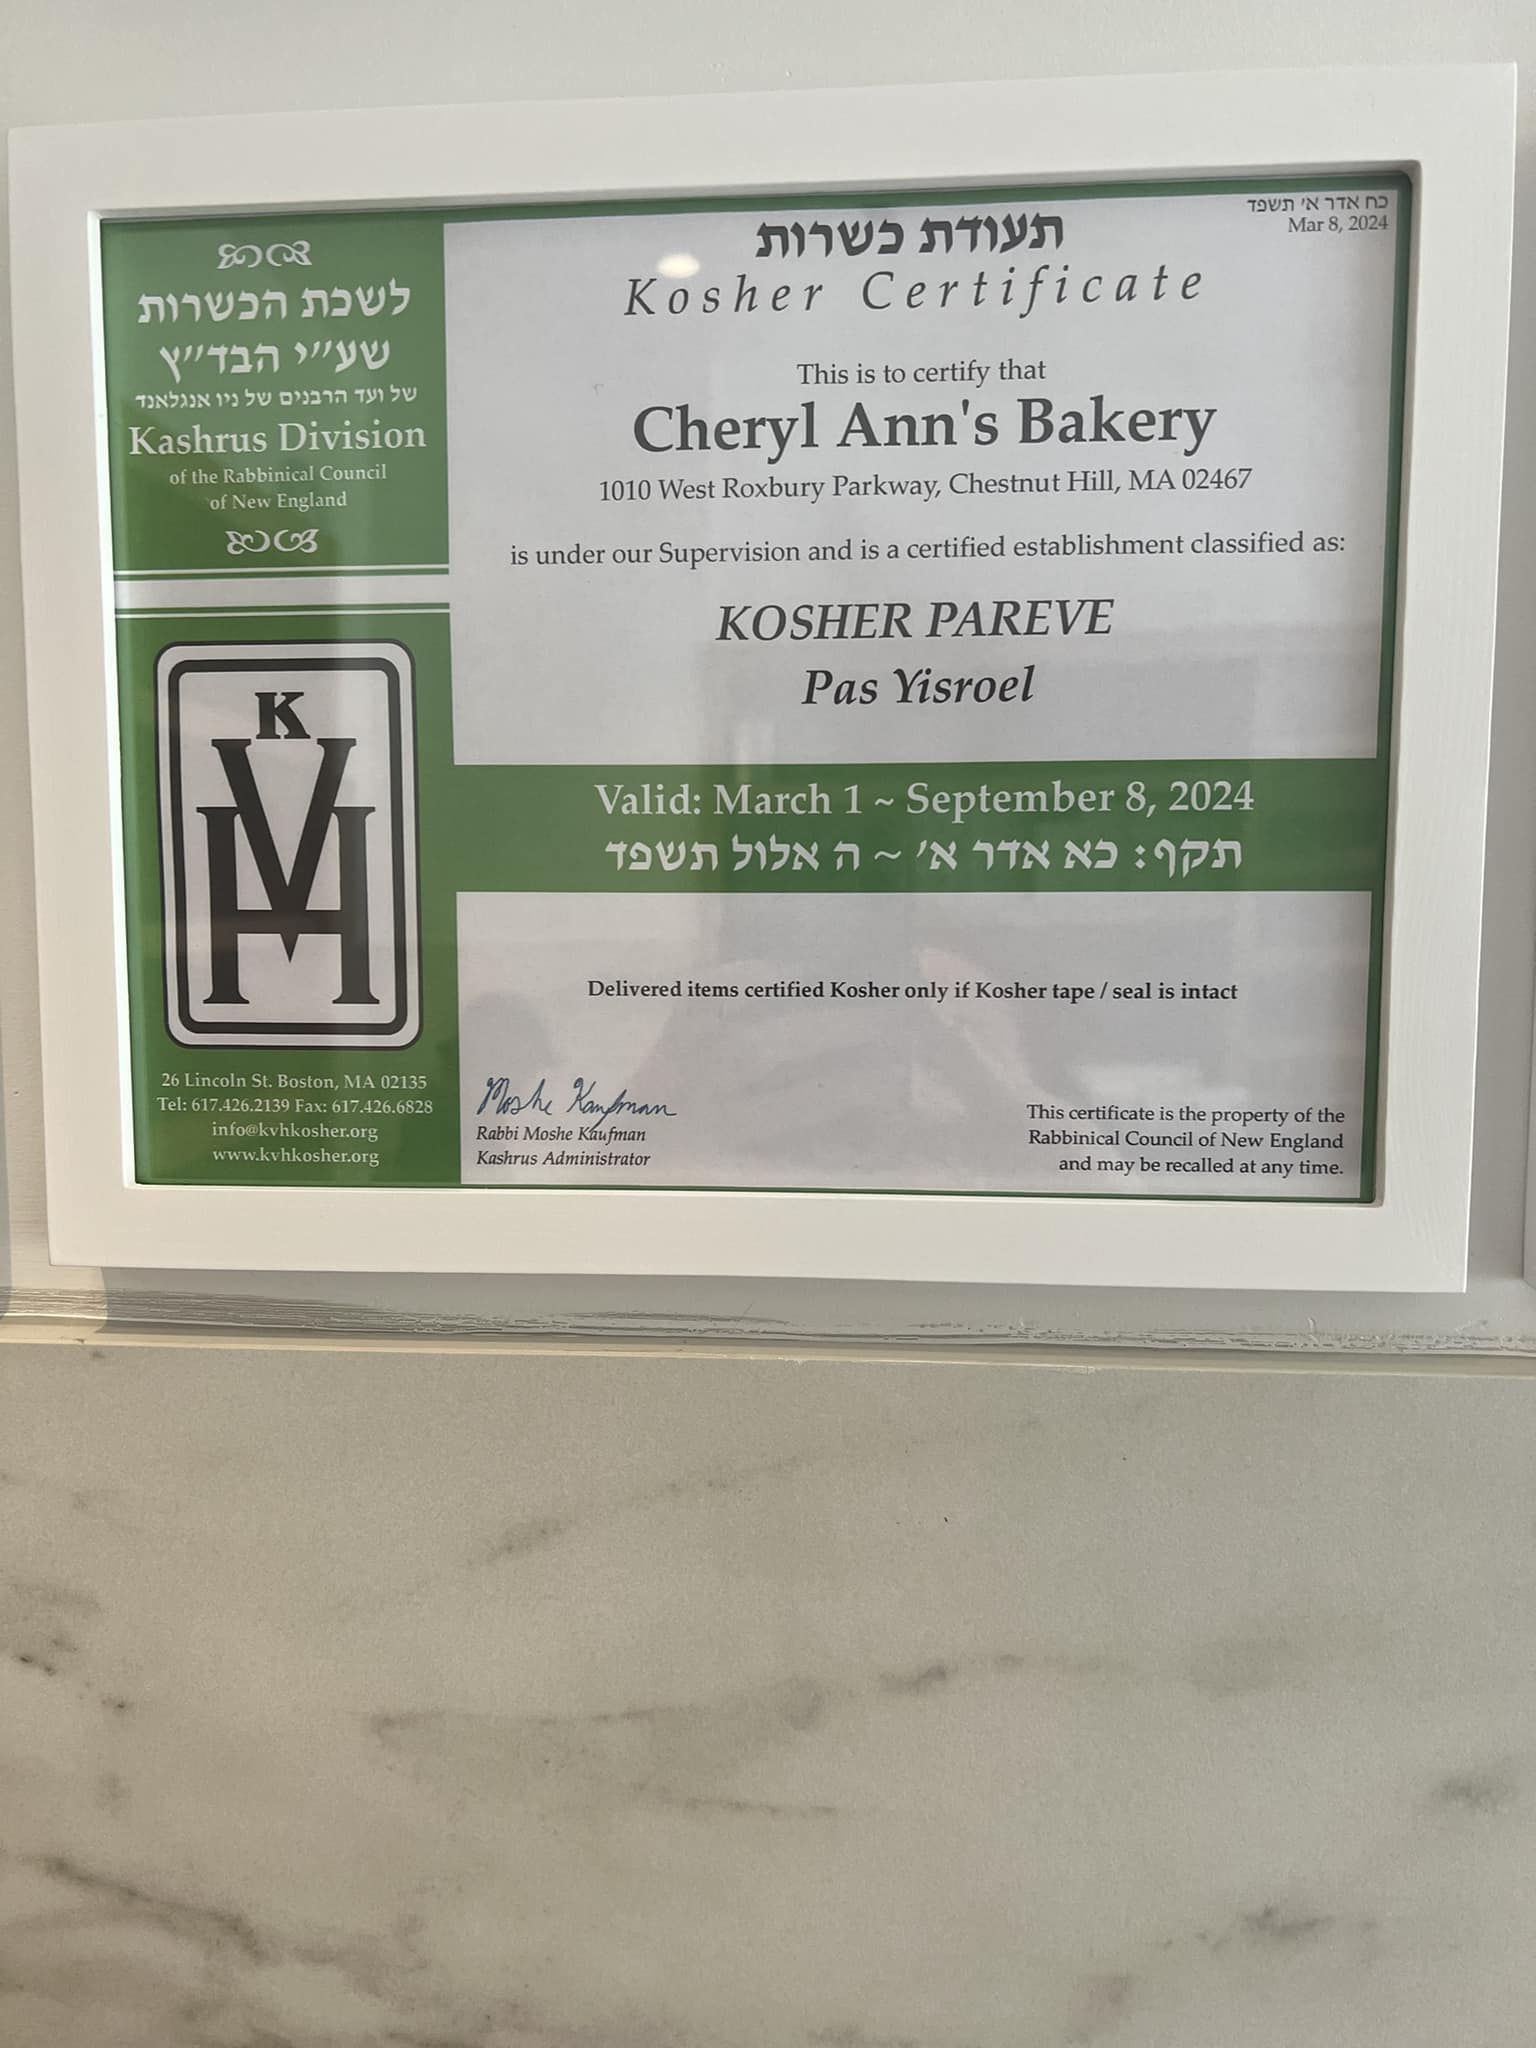 כח אדר א' תשפד
Mar 8, 2024
לשכת הכשרות
שע״י הבד״ץ
של ועד הרבנים של ניו אנגלאנד
Kashrus Division
of the Rabbinical Council
of New England
K
VH
26 Lincoln St. Boston, MA 02135
Tel: 617.426.2139 Fax: 617.426.6828
info@kvhkosher.org
www.kvhkosher.org
תעודת כשרות
Kosher Certificate
This is to certify that
Cheryl Ann's Bakery
1010 West Roxbury Parkway, Chestnut Hill, MA 02467
is under our Supervision and is a certified establishment classified as:
KOSHER PAREVE
Pas Yisroel
Valid: March 1 ~ September 8, 2024
תקף: כא אדר א' ~ ה אלול תשפד
Delivered items certified Kosher only if Kosher tape / seal is intact
Moshe Kaufman
Rabbi Moshe Kaufman
Kashrus Administrator
This certificate is the property of the
Rabbinical Council of New England
and may be recalled at any time.